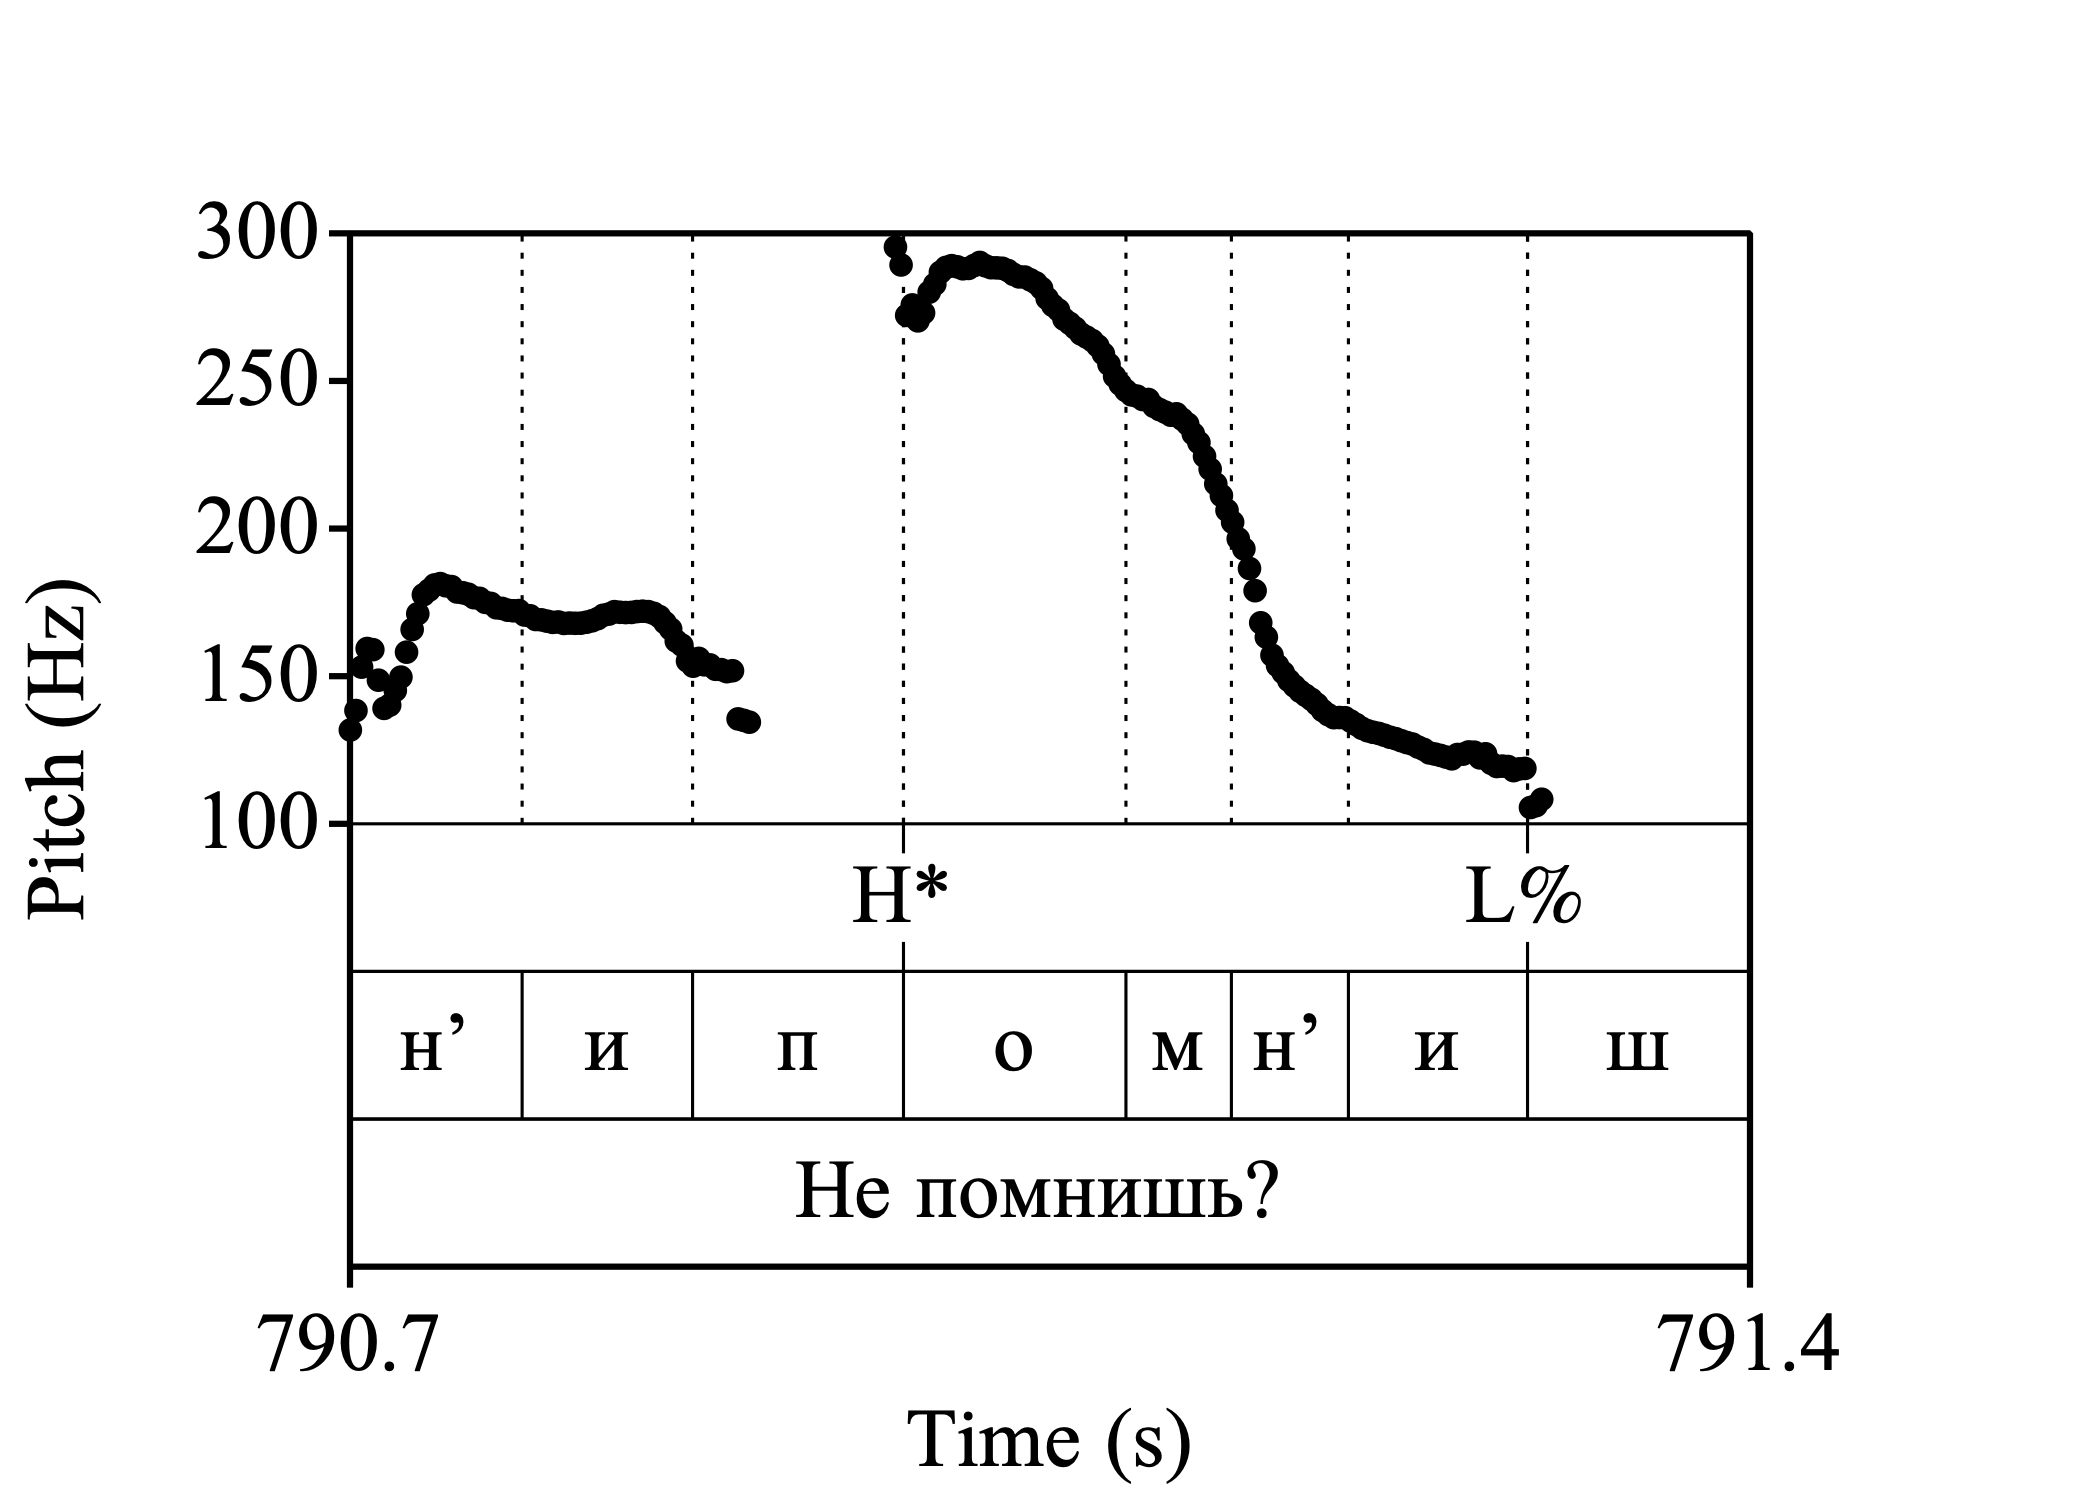 Pitch (Hz)
300
250
200
150
100
H* L%
н’ и п о м н’ и ш
Не помнишь?
790.7 791.4
Time (s)